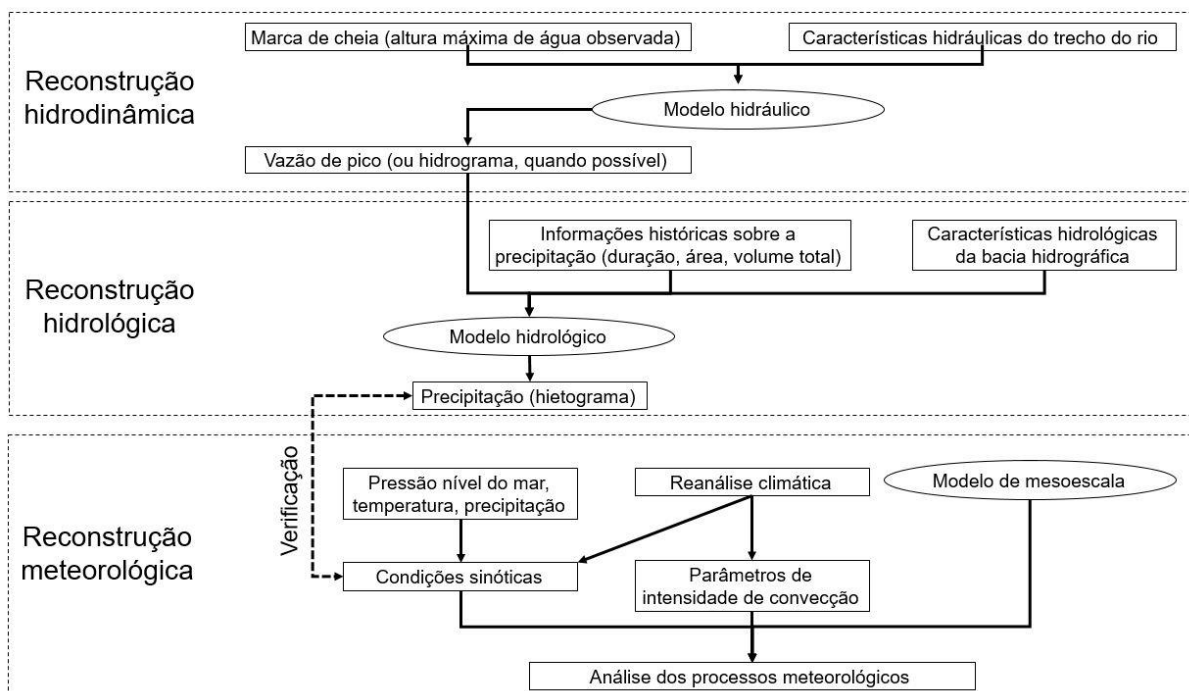 Marca de cheia (altura máxima de água observada)
Características hidráulicas do trecho do rio
Reconstrução
hidrodinâmica
Modelo hidráulico
Vazão de pico (ou hidrograma, quando possível)
Informações históricas sobre a
precipitação (duração, área, volume total)
Características hidrológicas
da bacia hidrográfica
Reconstrução
hidrológica
Modelo hidrológico
Precipitação (hietograma)
Verificação
Pressão nível do mar,
temperatura, precipitação
Reanálise climática
Modelo de mesoescala
Reconstrução
meteorológica
Condições sinóticas
Parâmetros de
intensidade de convecção
Análise dos processos meteorológicos